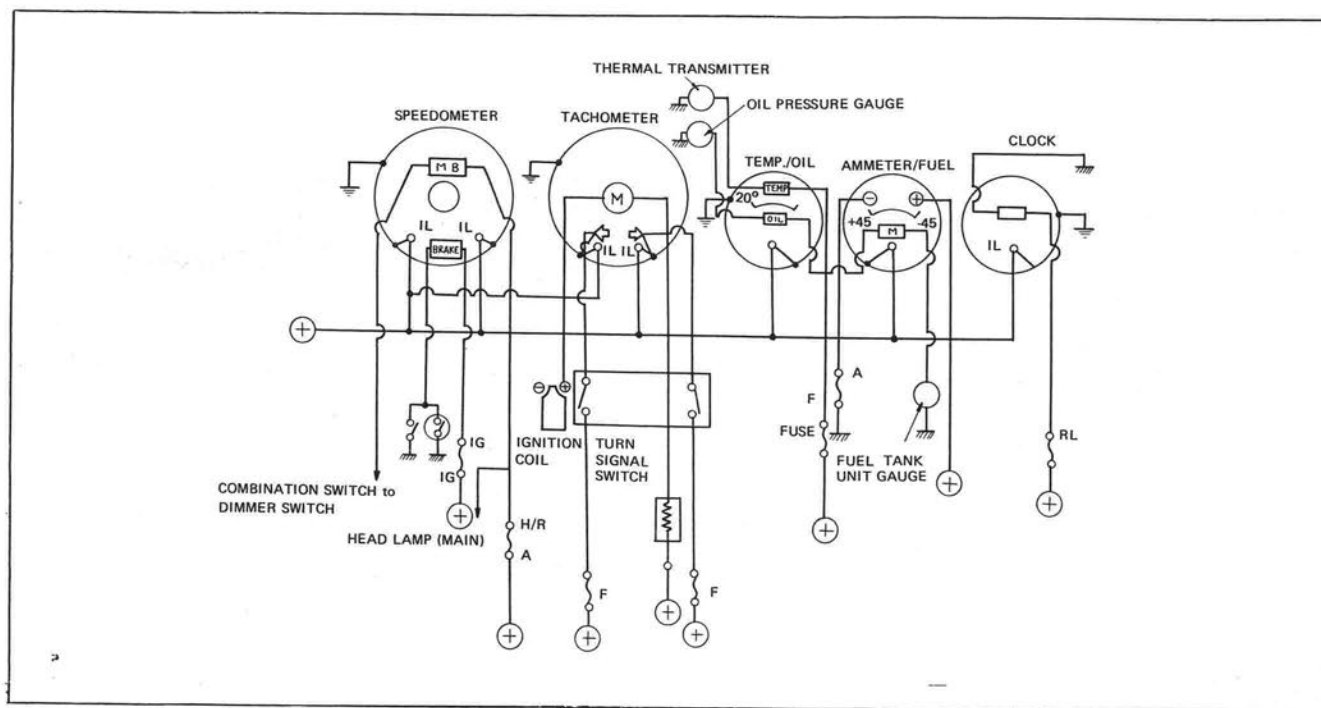 THERMAL TRANSMITTER
OIL PRESSURE GAUGE
SPEEDOMETER
TACHOMETER
TEMP./OIL
AMMETER/FUEL
CLOCK
M B
M
TEMP
20°
OIL
⊖ ⊕
+45 -45
M
IL IL
BRAKE
IL IL
IL
+
A
F
FUSE
FUEL TANK
UNIT GAUGE
⊖ ⊕
IGNITION
COIL
TURN
SIGNAL
SWITCH
IG
IG
RL
COMBINATION SWITCH to
DIMMER SWITCH
HEAD LAMP (MAIN)
H/R
A
F
F
+
+
+
+
+
+
+
+